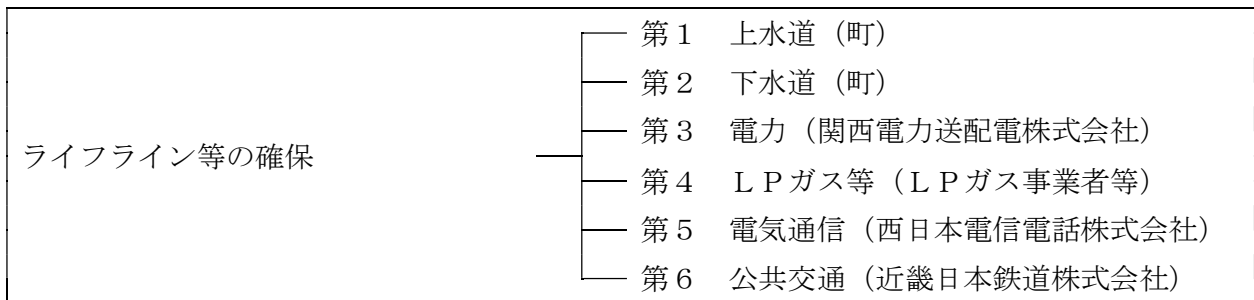 第１　上水道（町）
第２　下水道（町）
第３　電力（関西電力送配電株式会社）
ライフライン等の確保
第４　ＬＰガス等（ＬＰガス事業者等）
第５　電気通信（西日本電信電話株式会社）
第６　公共交通（近畿日本鉄道株式会社）